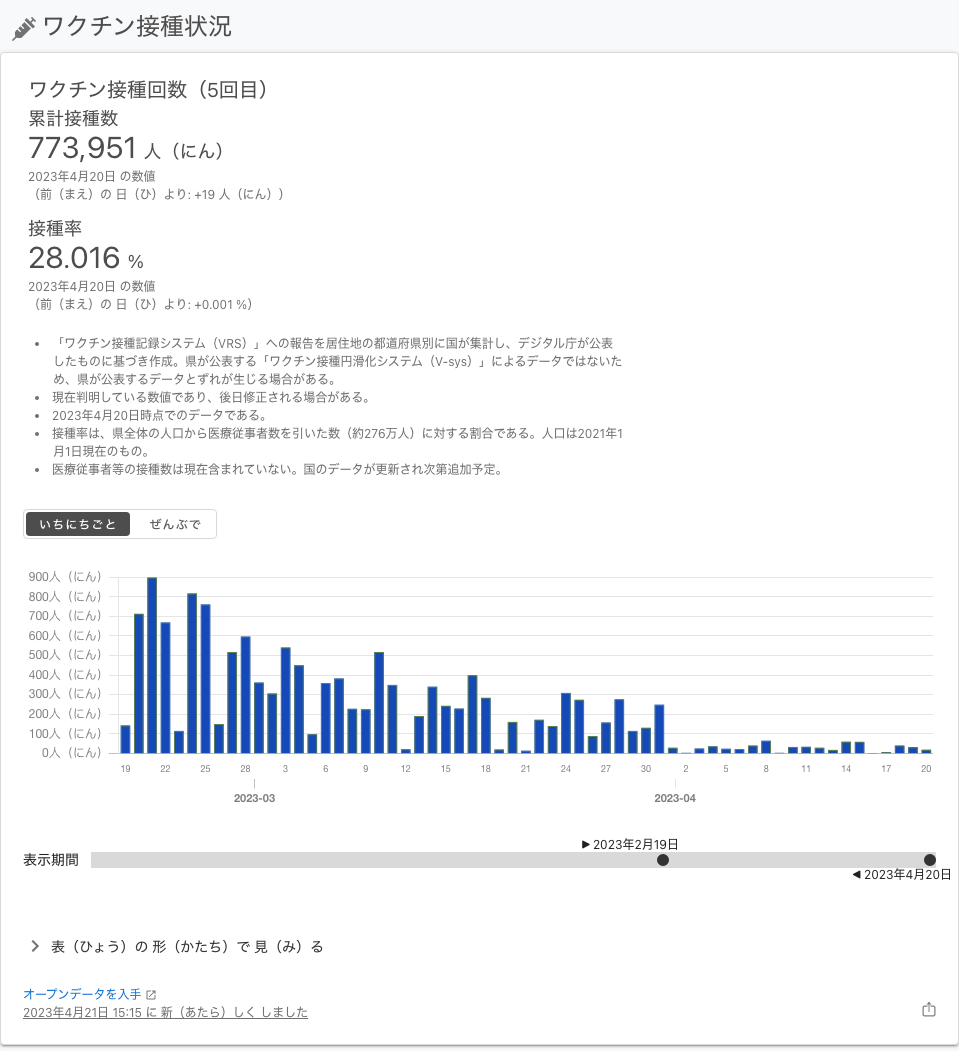 ワクチン接種状況
ワクチン接種回数（5回目）
累計接種数
773,951 人（にん）
2023年4月20日 の数値
（前（まえ）の 日（ひ）より: +19 人（にん））
接種率
28.016 %
2023年4月20日 の数値
（前（まえ）の 日（ひ）より: +0.001 %）
• 「ワクチン接種記録システム（VRS）」への報告を居住地の都道府県別に国が集計し、デジタル庁が公表
したものに基づき作成。県が公表する「ワクチン接種円滑化システム（V-sys）」によるデータではないた
め、県が公表するデータとずれが生じる場合がある。
• 現在判明している数値であり、後日修正される場合がある。
• 2023年4月20日時点でのデータである。
• 接種率は、県全体の人口から医療従事者数を引いた数（約276万人）に対する割合である。人口は2021年1
月1日現在のもの。
• 医療従事者等の接種数は現在含まれていない。国のデータが更新され次第追加予定。
いちにちごと ぜんぶで
900人（にん）
800人（にん）
700人（にん）
600人（にん）
500人（にん）
400人（にん）
300人（にん）
200人（にん）
100人（にん）
0人（にん）
19 22 25 28 3 6 9 12 15 18 21 24 27 30 2 5 8 11 14 17 20
2023-03 2023-04
▶ 2023年2月19日
表示期間
◀ 2023年4月20日
表（ひょう）の 形（かたち）で 見（み）る
オープンデータを入手
2023年4月21日 15:15 に 新（あたら）しく しました